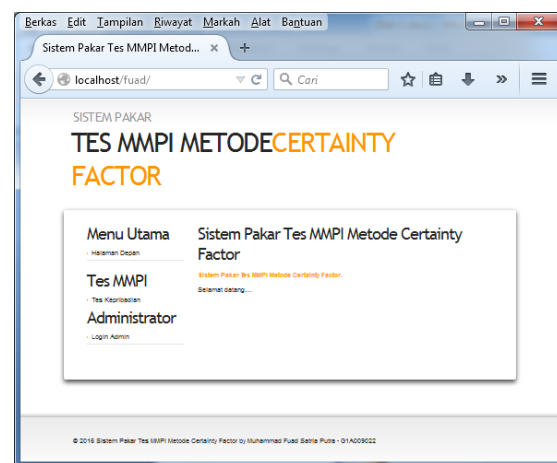 Berkas Edit Tampilan Riwayat Markah Alat Bantuan
Sistem Pakar Tes MMPI Metod... × +
localhost/fuad/ Cari
SISTEM PAKAR
TES MMPI METODECERTAINTY
FACTOR
Menu Utama
Halaman Depan
Tes MMPI
Tes Kepribadian
Administrator
Login Admin
Sistem Pakar Tes MMPI Metode Certainty
Factor
Sistem Pakar Tes MMPI Metode Certainty Factor.
Selamat datang...
© 2016 Sistem Pakar Tes MMPI Metode Certainty Factor by Muhammad Fuad Satria Putra - G1A009022